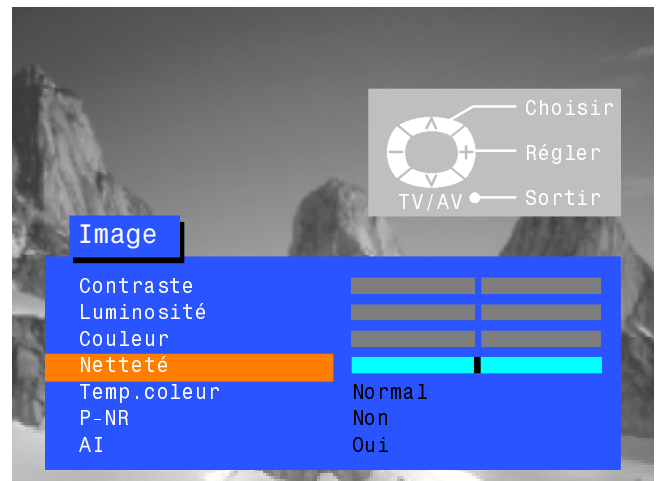 Choisir
Régler
TV/AV Sortir
Image
Contraste
Luminosité
Couleur
Netteté
Temp.coleur Normal
P-NR Non
AI Oui